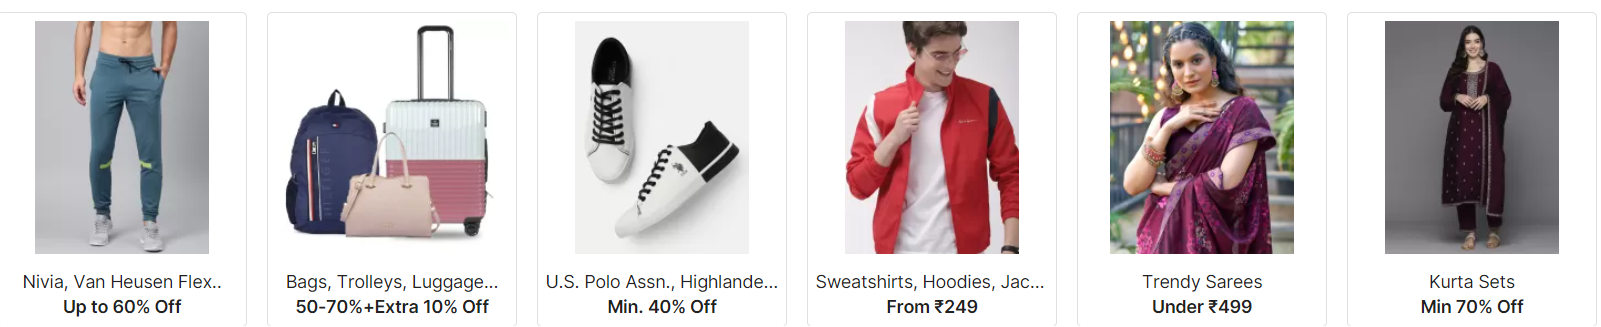 Nivia, Van Heusen Flex..
Up to 60% Off
HILFIGER
Bags, Trolleys, Luggage...
50-70%+Extra 10% Off
U.S. Polo Assn., Highlande...
Min. 40% Off
Sweatshirts, Hoodies, Jac...
From ₹249
Trendy Sarees
Under ₹499
Kurta Sets
Min 70% Off